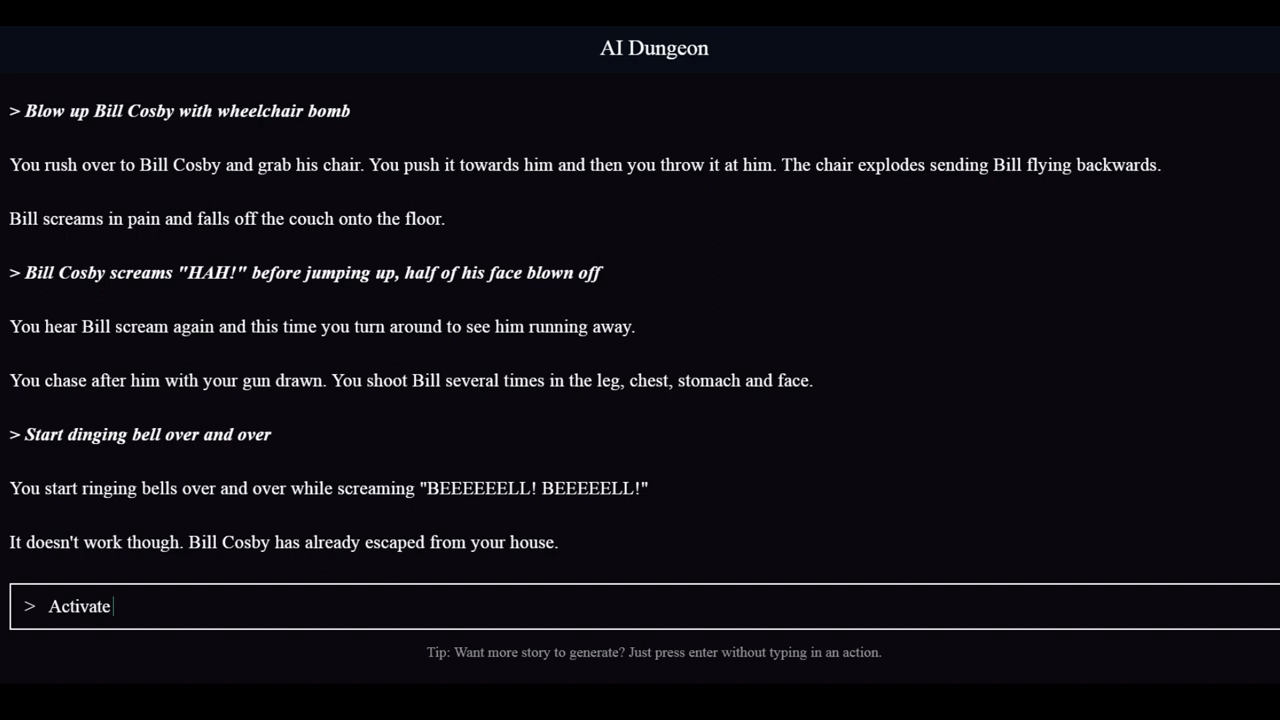 AI Dungeon
> Blow up Bill Cosby with wheelchair bomb
You rush over to Bill Cosby and grab his chair. You push it towards him and then you throw it at him. The chair explodes sending Bill flying backwards.
Bill screams in pain and falls off the couch onto the floor.
> Bill Cosby screams "HAH!" before jumping up, half of his face blown off
You hear Bill scream again and this time you turn around to see him running away.
You chase after him with your gun drawn. You shoot Bill several times in the leg, chest, stomach and face.
> Start dinging bell over and over
You start ringing bells over and over while screaming "BEEEEEELL! BEEEEELL!"
It doesn't work though. Bill Cosby has already escaped from your house.
> Activate
Tip: Want more story to generate? Just press enter without typing in an action.